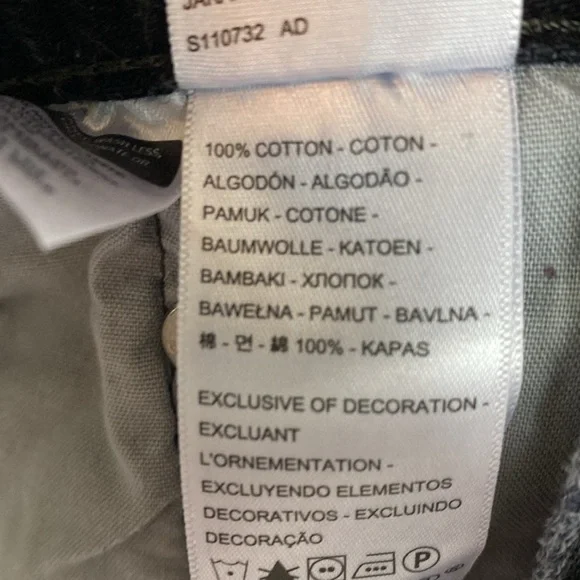 S110732 AD
100% COTTON - COTON -
ALGODÓN - ALGODÃO -
PAMUK - COTONE -
BAUMWOLLE - KATOEN -
BAMBAKI - ХЛОПОК -
BAWEŁNA - PAMUT - BAVLNA -
棉 - 면 - 綿 100% - KAPAS
EXCLUSIVE OF DECORATION -
EXCLUANT
L'ORNEMENTATION -
EXCLUYENDO ELEMENTOS
DECORATIVOS - EXCLUINDO
DECORAÇÃO
P